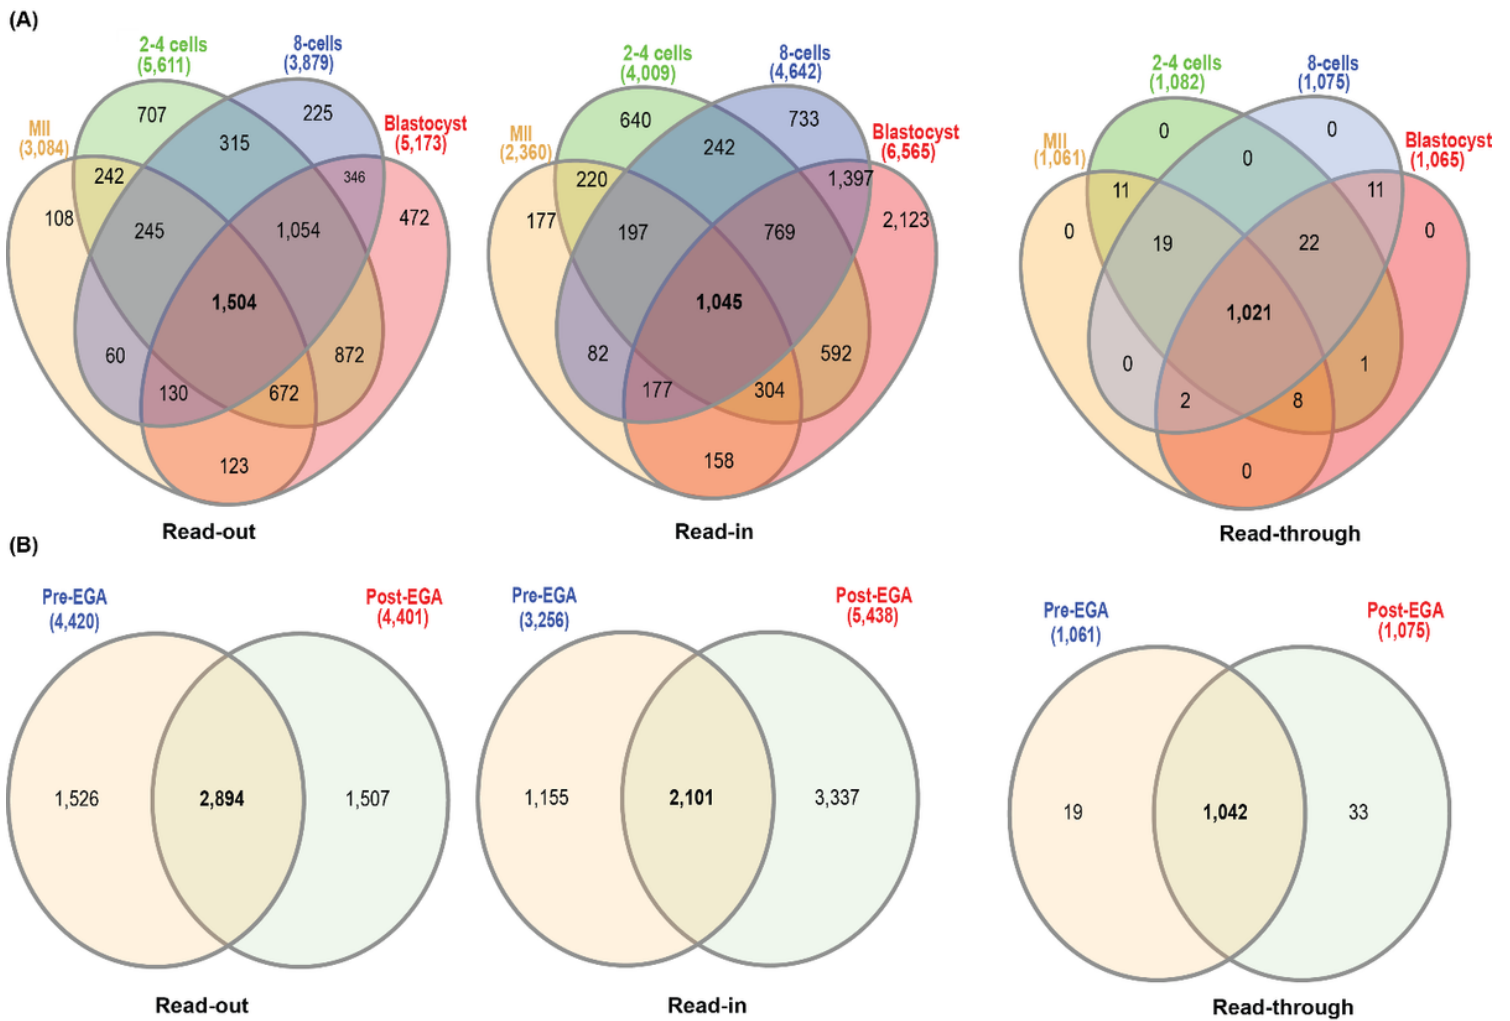 (A)
2-4 cells
(5,611)
8-cells
(3,879)
MII
(3,084)
Blastocyst
(5,173)
707
225
315
242
346
108
472
245
1,054
1,504
60
872
130
672
123
Read-out
2-4 cells
(4,009)
8-cells
(4,642)
MII
(2,360)
Blastocyst
(6,565)
640
733
242
220
1,397
177
2,123
197
769
1,045
82
592
177
304
158
Read-in
2-4 cells
(1,082)
8-cells
(1,075)
MII
(1,061)
Blastocyst
(1,065)
0
0
0
11
11
0
0
19
22
1,021
0
1
2
8
0
Read-through
(B)
Pre-EGA
(4,420)
Post-EGA
(4,401)
1,526
2,894
1,507
Read-out
Pre-EGA
(3,256)
Post-EGA
(5,438)
1,155
2,101
3,337
Read-in
Pre-EGA
(1,061)
Post-EGA
(1,075)
19
1,042
33
Read-through